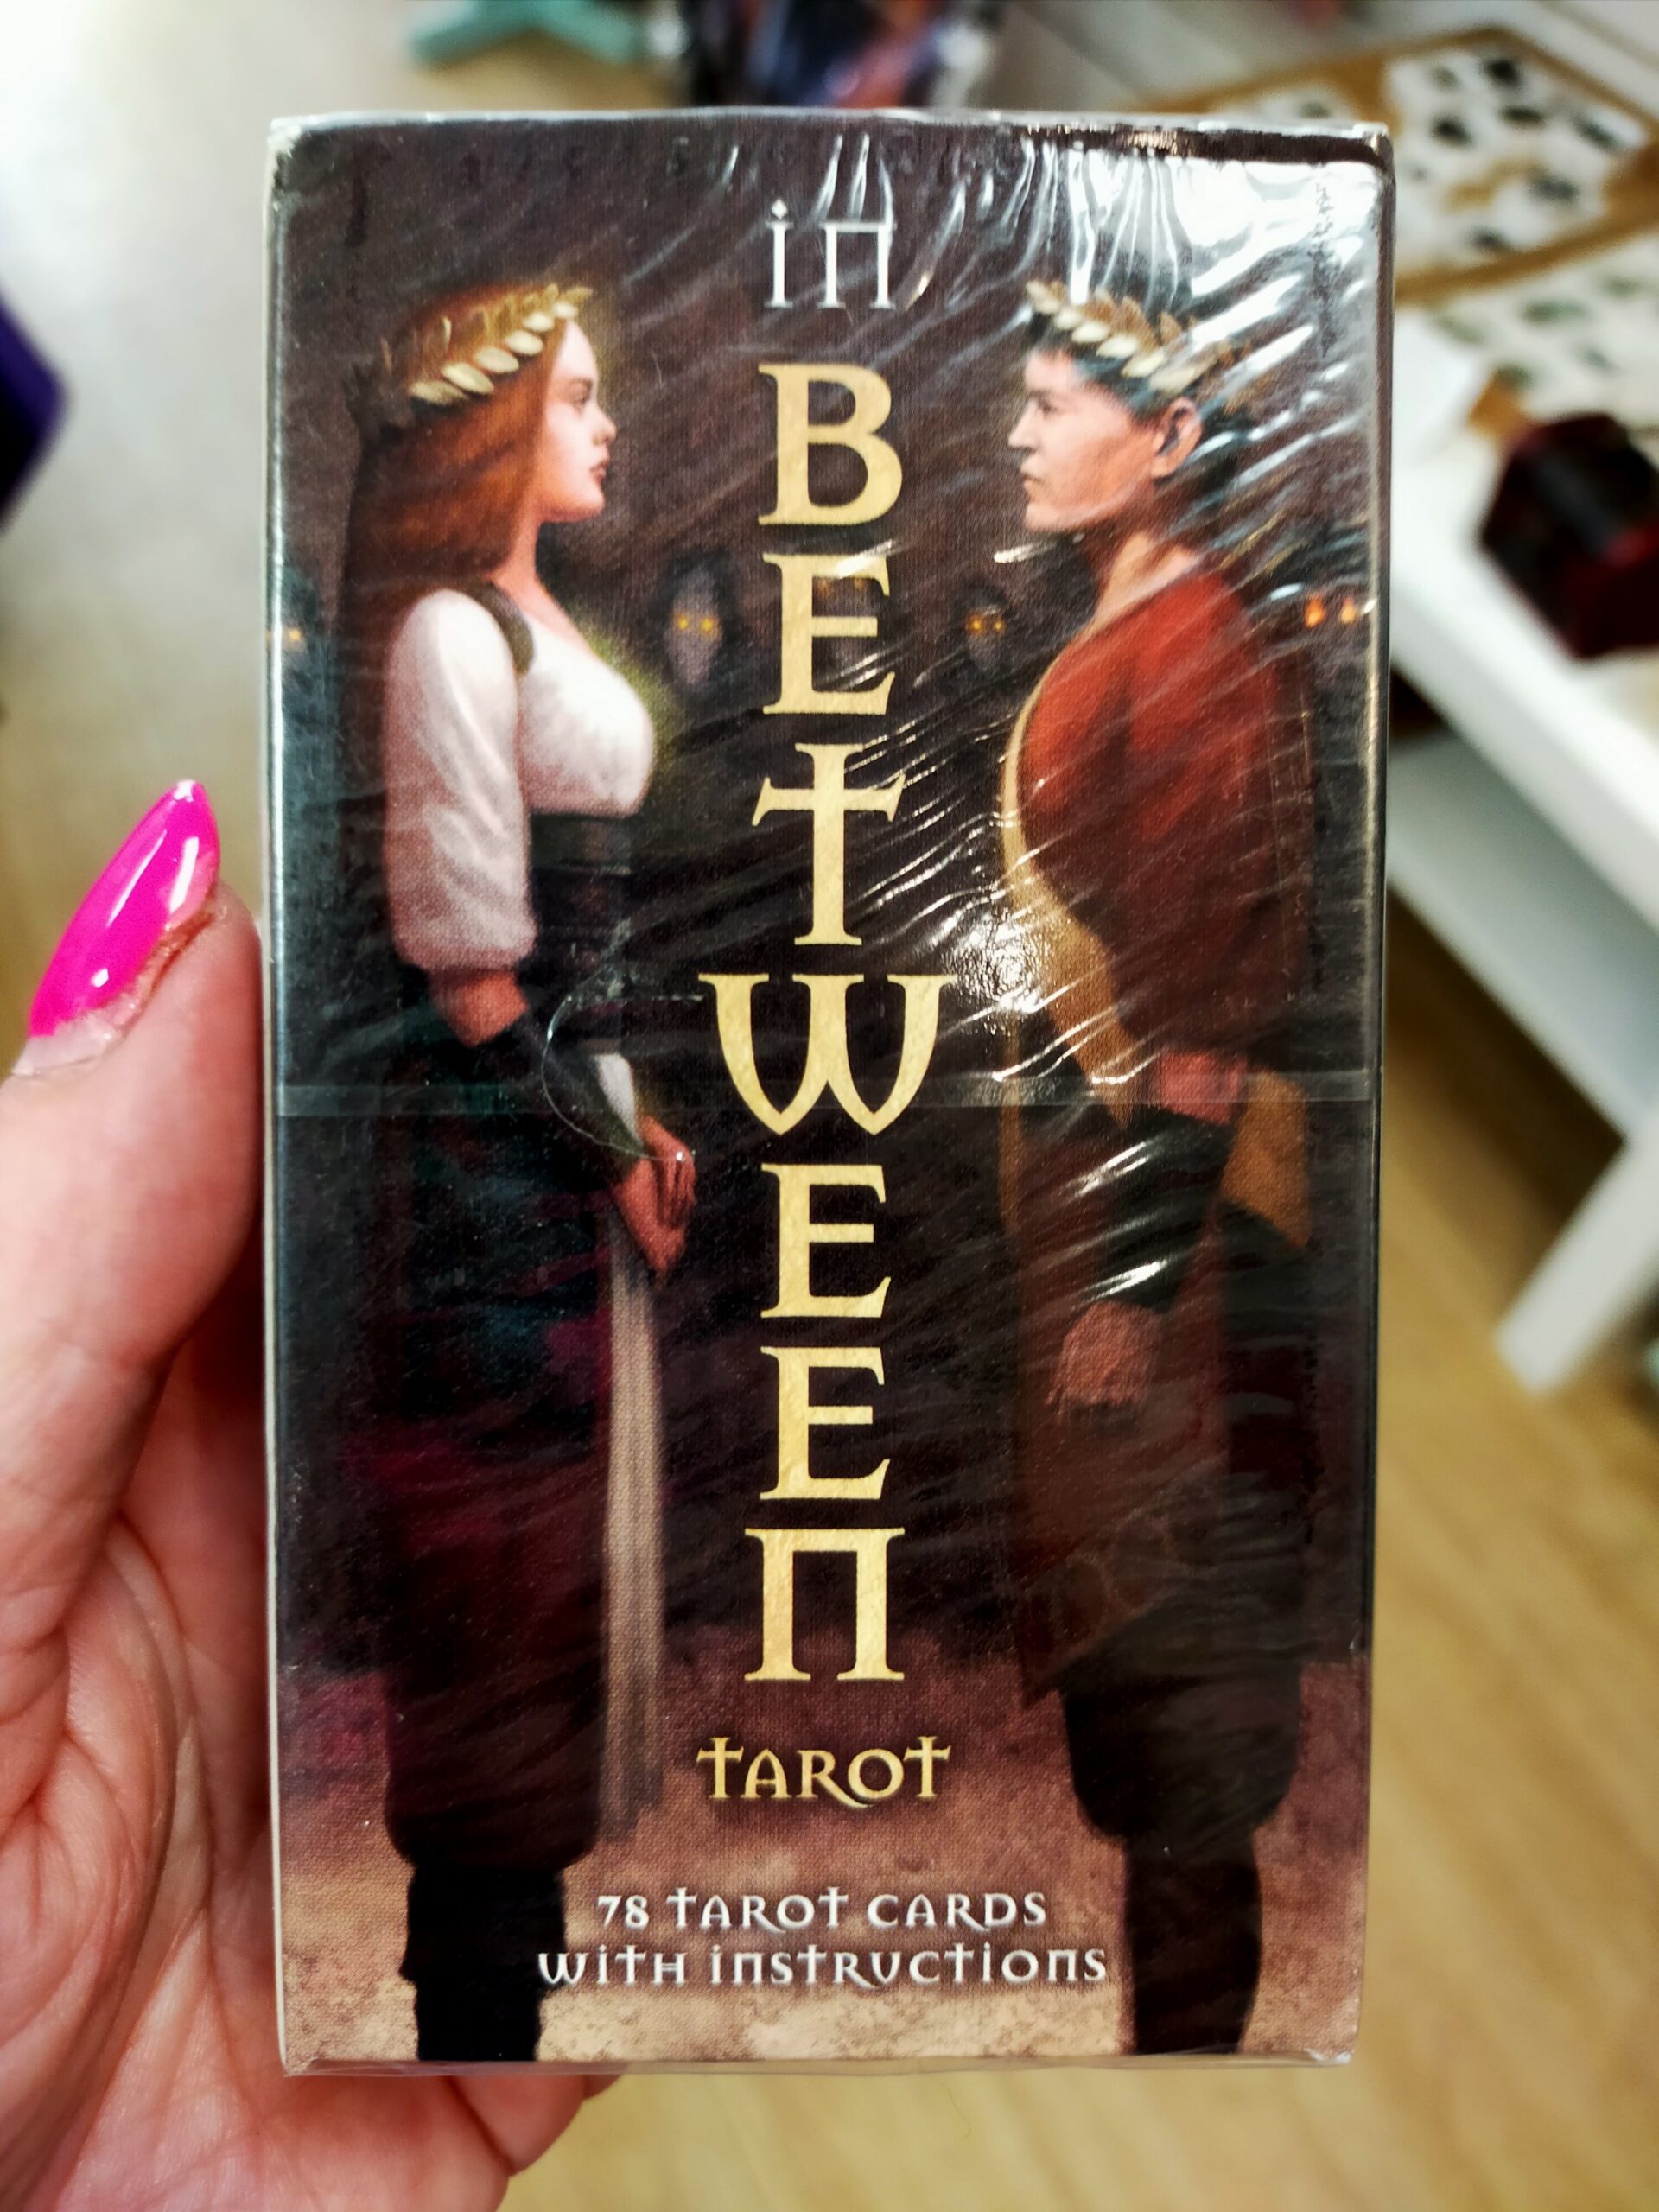 in
BETWEEN
TAROT
78 TAROT CARDS
WITH INSTRUCTIONS